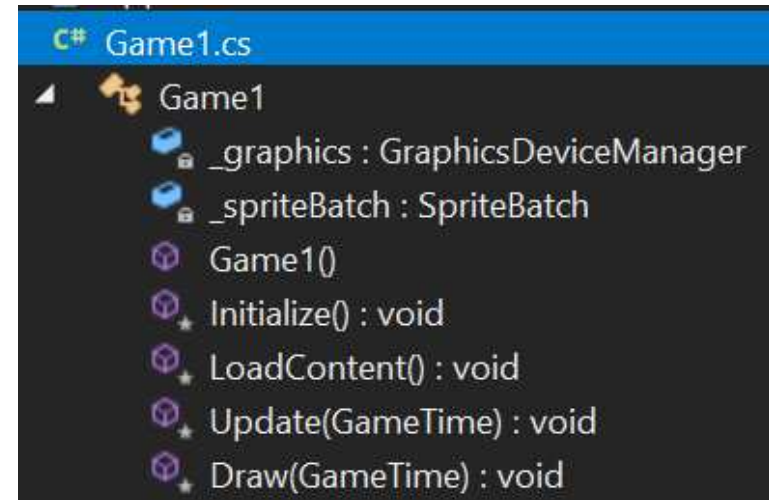 C# Game1.cs
Game1
_graphics : GraphicsDeviceManager
_spriteBatch : SpriteBatch
Game1()
Initialize() : void
LoadContent() : void
Update(GameTime) : void
Draw(GameTime) : void